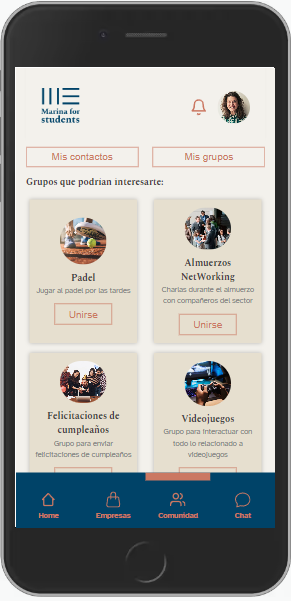 Marina for
students
Mis contactos
Mis grupos
Grupos que podrían interesarte:
Padel
Jugar al padel por las tardes
Unirse
Almuerzos
NetWorking
Charlas durante el almuerzo
con compañeros del sector
Unirse
Felicitaciones de
cumpleaños
Grupo para enviar
felicitaciones de cumpleaños
Videojuegos
Grupo para interactuar con
todo lo relacionado a
videojuegos
Home
Empresas
Comunidad
Chat